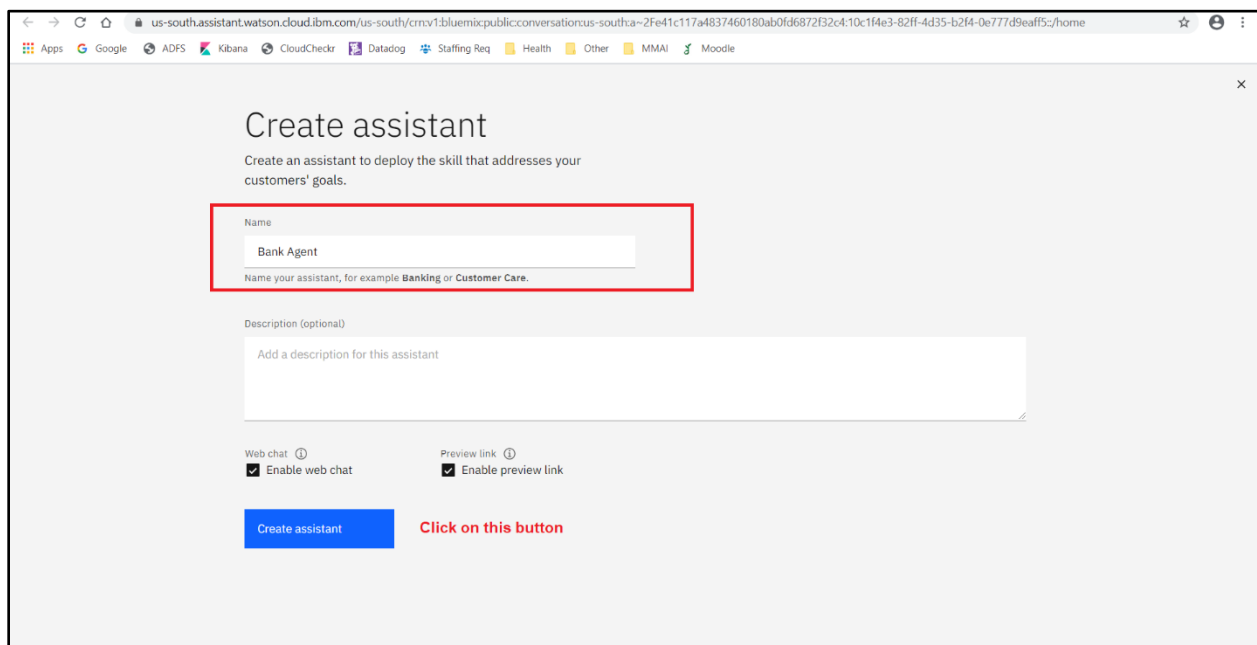 us-south.assistant.watson.cloud.ibm.com/us-south/crn:v1:bluemix:public:conversation:us-south:a~2Fe41c117a4837460180ab0fd6872f32c4:10c1f4e3-82ff-4d35-b2f4-0e777d9eaff5::/home
Apps Google ADFS Kibana CloudCheckr Datadog Staffing Req Health Other MMAI Moodle
Create assistant
Create an assistant to deploy the skill that addresses your
customers' goals.
Name
Bank Agent
Name your assistant, for example Banking or Customer Care.
Description (optional)
Add a description for this assistant
Web chat Preview link
Enable web chat Enable preview link
Create assistant Click on this button